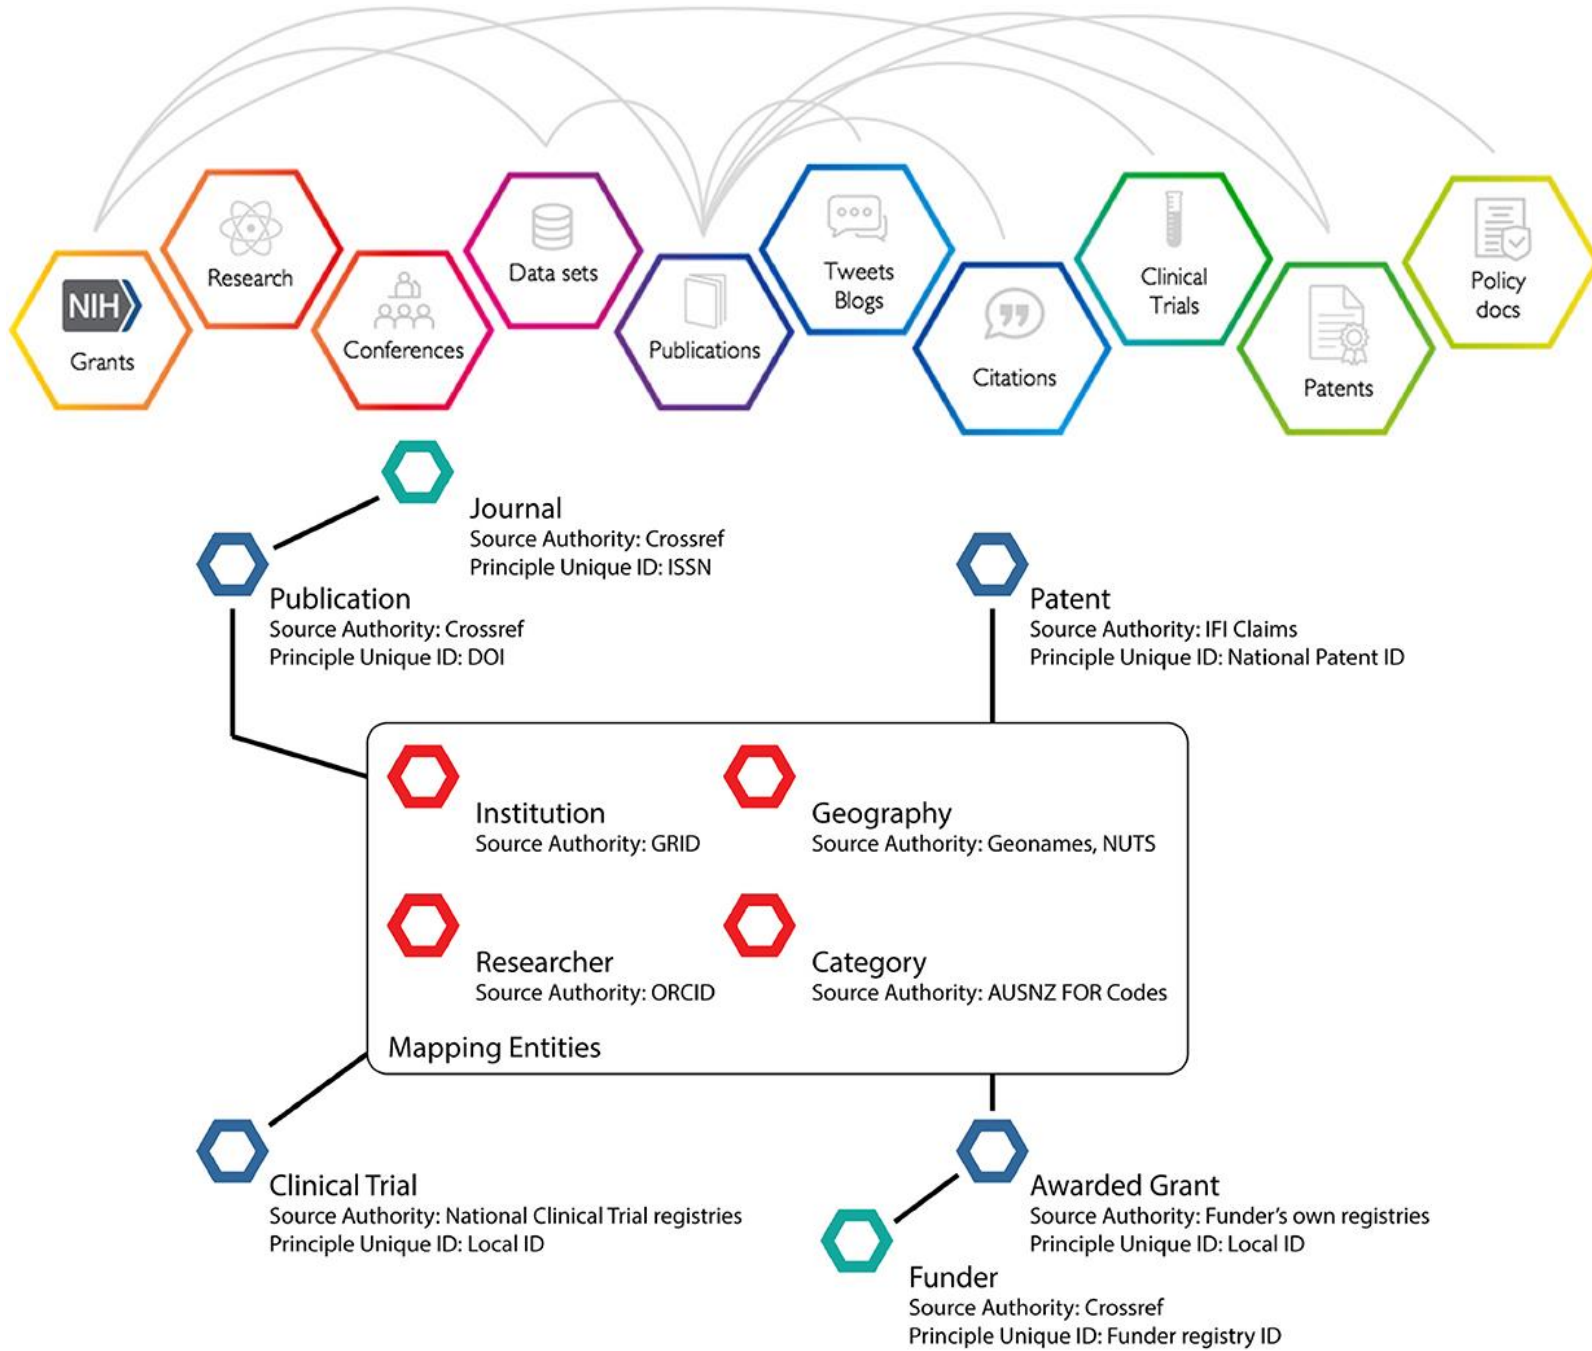 NIH
Grants
Research
Conferences
Data sets
Publications
Tweets
Blogs
Citations
Clinical
Trials
Patents
Policy
docs
Journal
Source Authority: Crossref
Principle Unique ID: ISSN
Publication
Source Authority: Crossref
Principle Unique ID: DOI
Patent
Source Authority: IFI Claims
Principle Unique ID: National Patent ID
Institution
Source Authority: GRID
Geography
Source Authority: Geonames, NUTS
Researcher
Source Authority: ORCID
Category
Source Authority: AUSNZ FOR Codes
Mapping Entities
Clinical Trial
Source Authority: National Clinical Trial registries
Principle Unique ID: Local ID
Awarded Grant
Source Authority: Funder's own registries
Principle Unique ID: Local ID
Funder
Source Authority: Crossref
Principle Unique ID: Funder registry ID